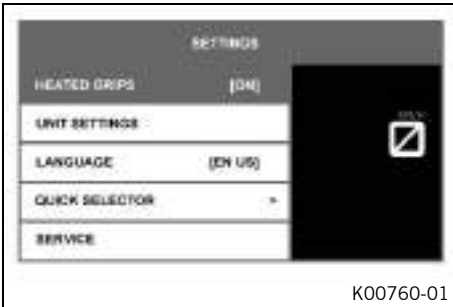 SETTINGS
HEATED GRIPS [ON]
UNIT SETTINGS
LANGUAGE [EN US]
QUICK SELECTOR >
SERVICE
K00760-01